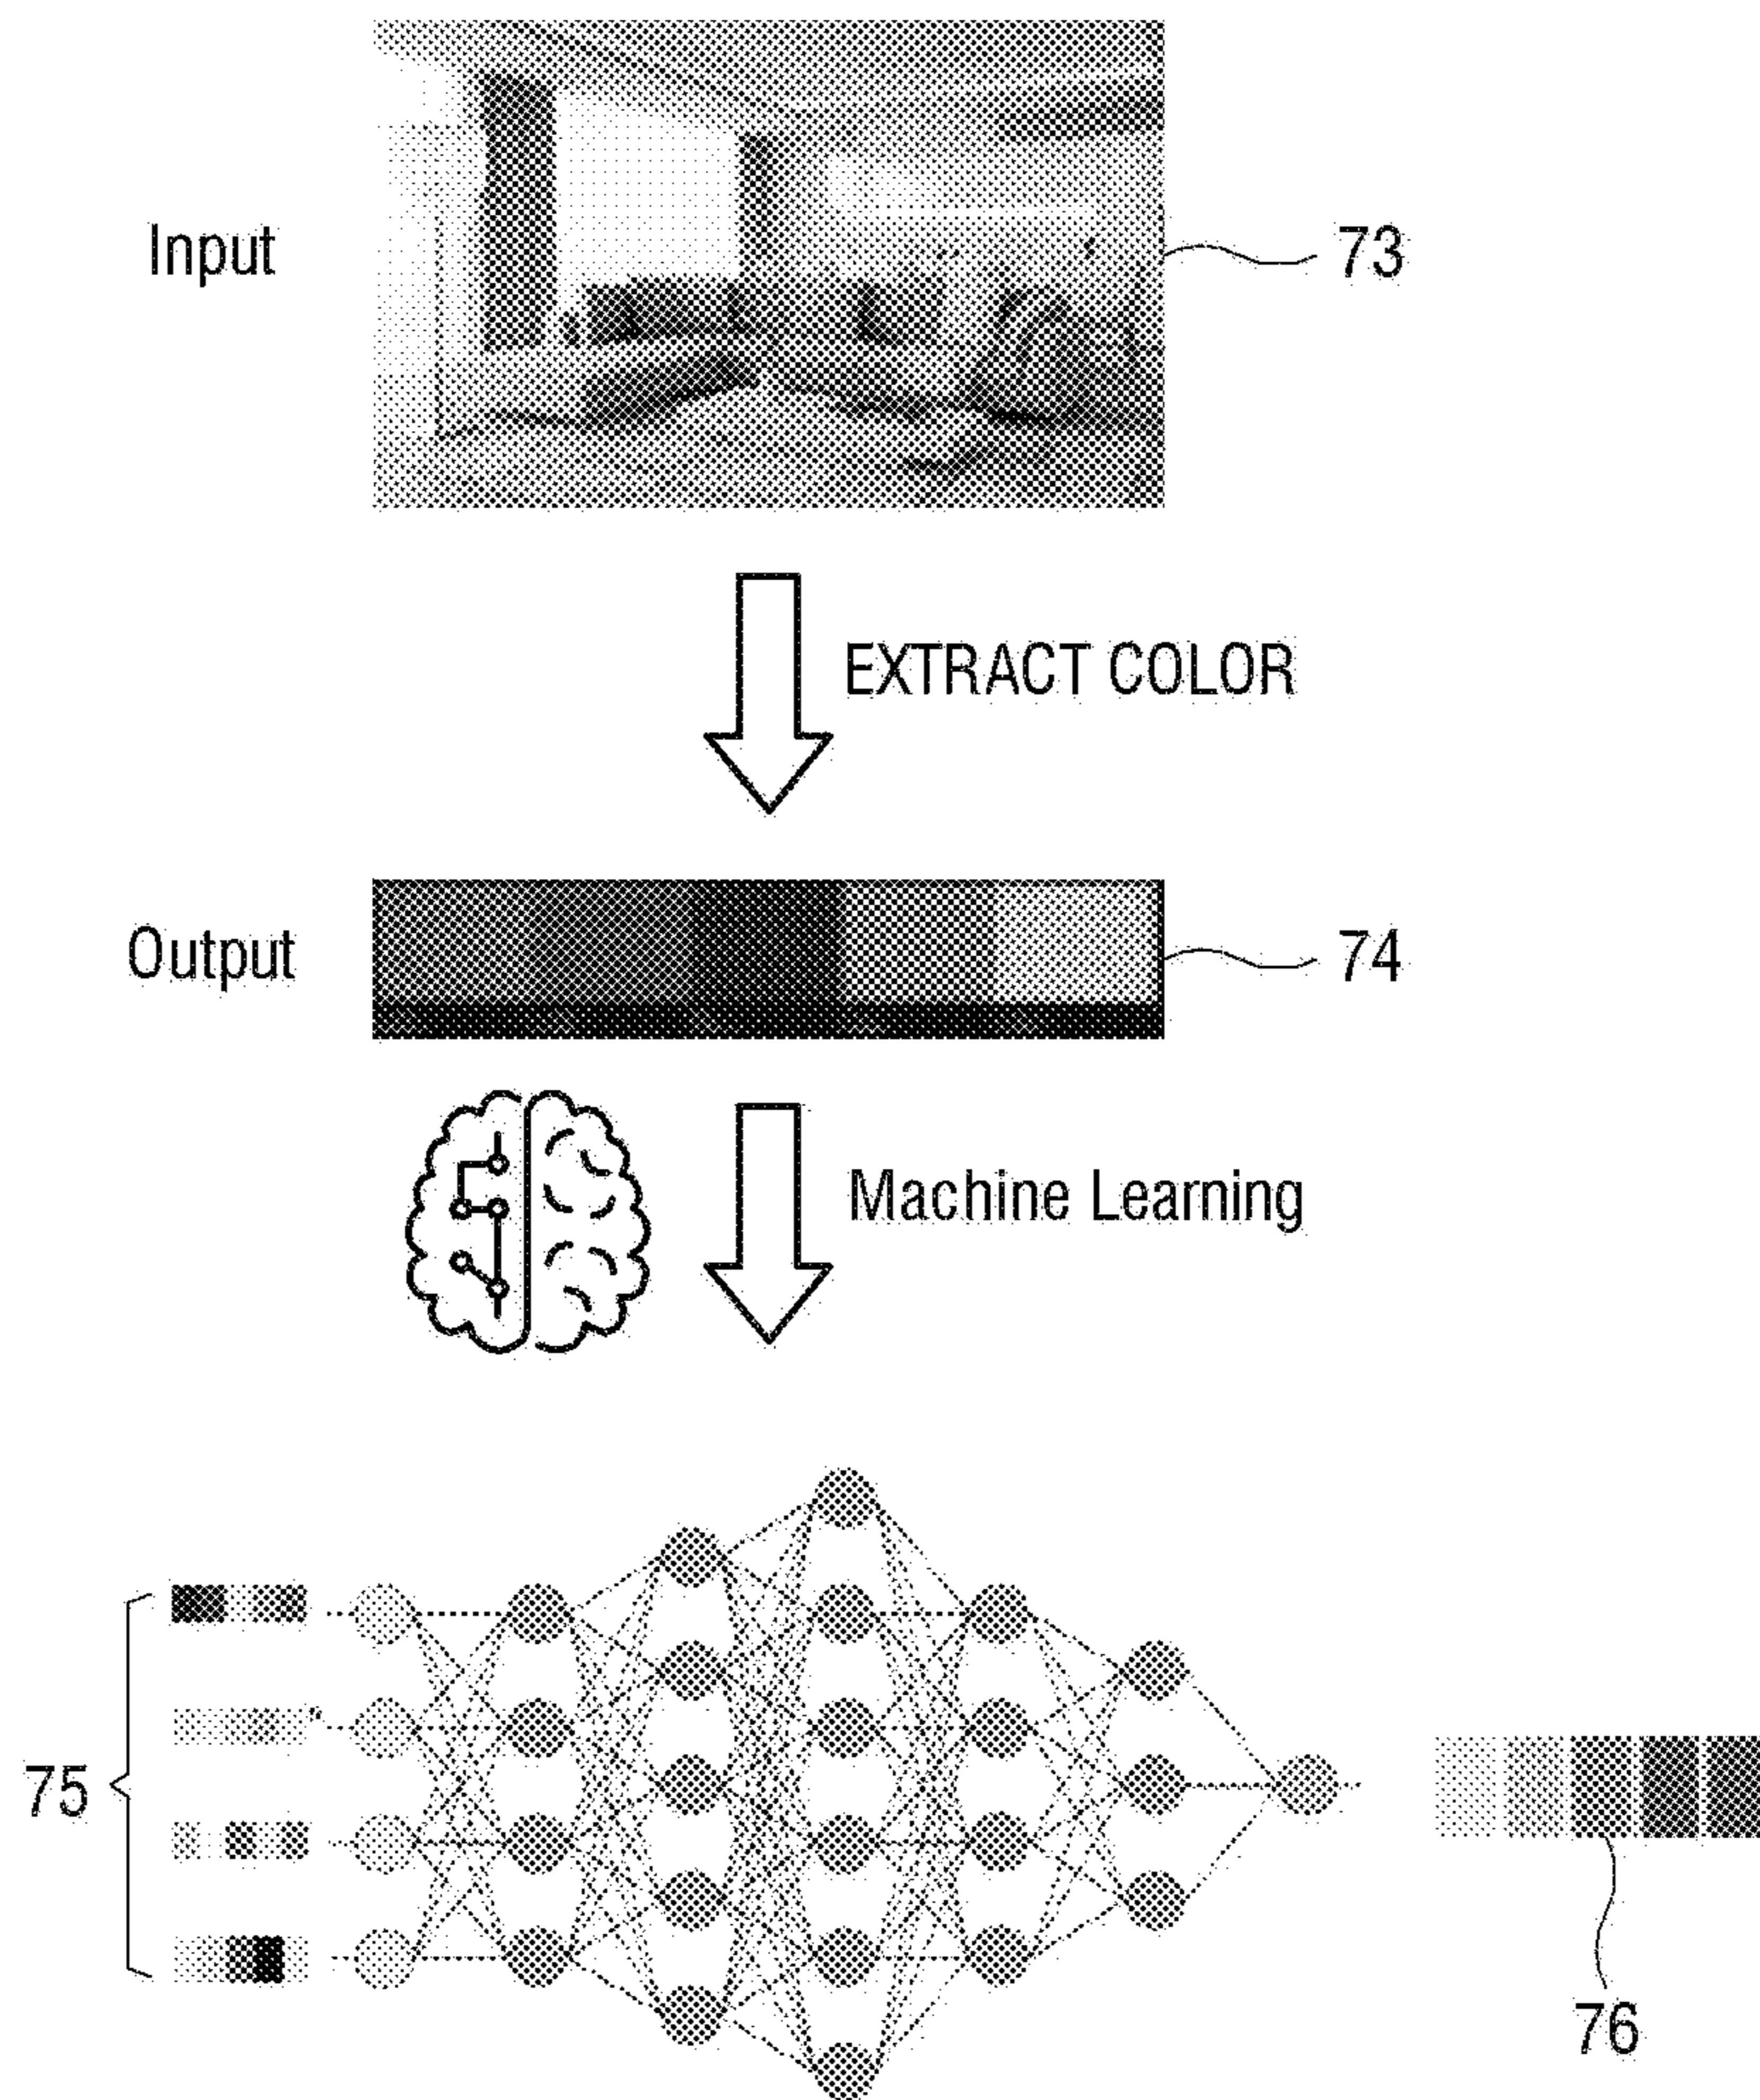 Input
73
EXTRACT COLOR
Output
74
Machine Learning
75
76